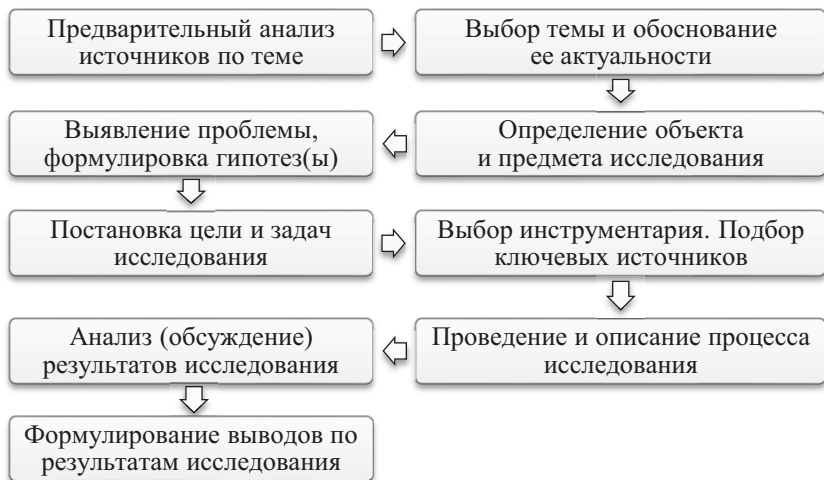 Предварительный анализ
источников по теме
Выбор темы и обоснование
ее актуальности
Определение объекта
и предмета исследования
Выявление проблемы,
формулировка гипотез(ы)
Постановка цели и задач
исследования
Выбор инструментария. Подбор
ключевых источников
Проведение и описание процесса
исследования
Анализ (обсуждение)
результатов исследования
Формулирование выводов по
результатам исследования